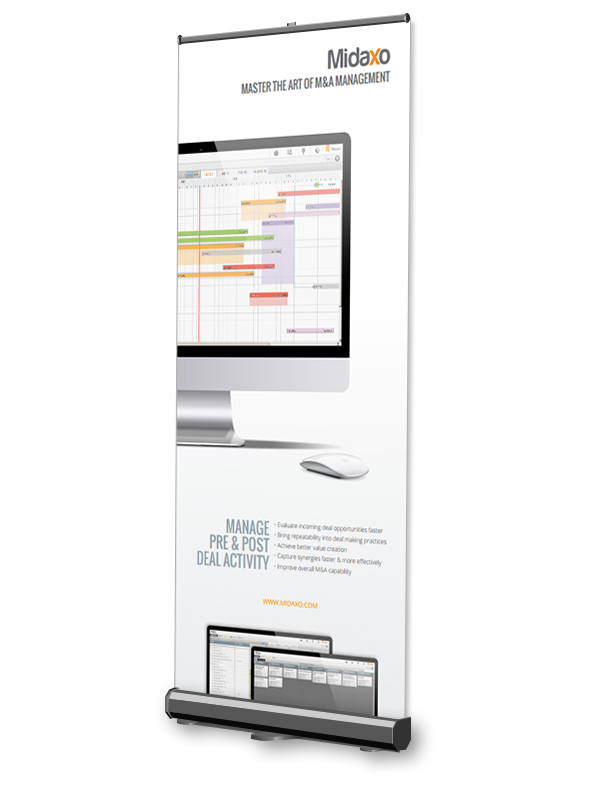 Midaxo
MASTER THE ART OF M&A MANAGEMENT
MANAGE
PRE & POST
DEAL ACTIVITY
• Evaluate incoming deal opportunities faster
• Bring repeatability into deal making practices
• Achieve better value creation
• Capture synergies faster & more effectively
• Improve overall M&A capability
WWW.MIDAXO.COM